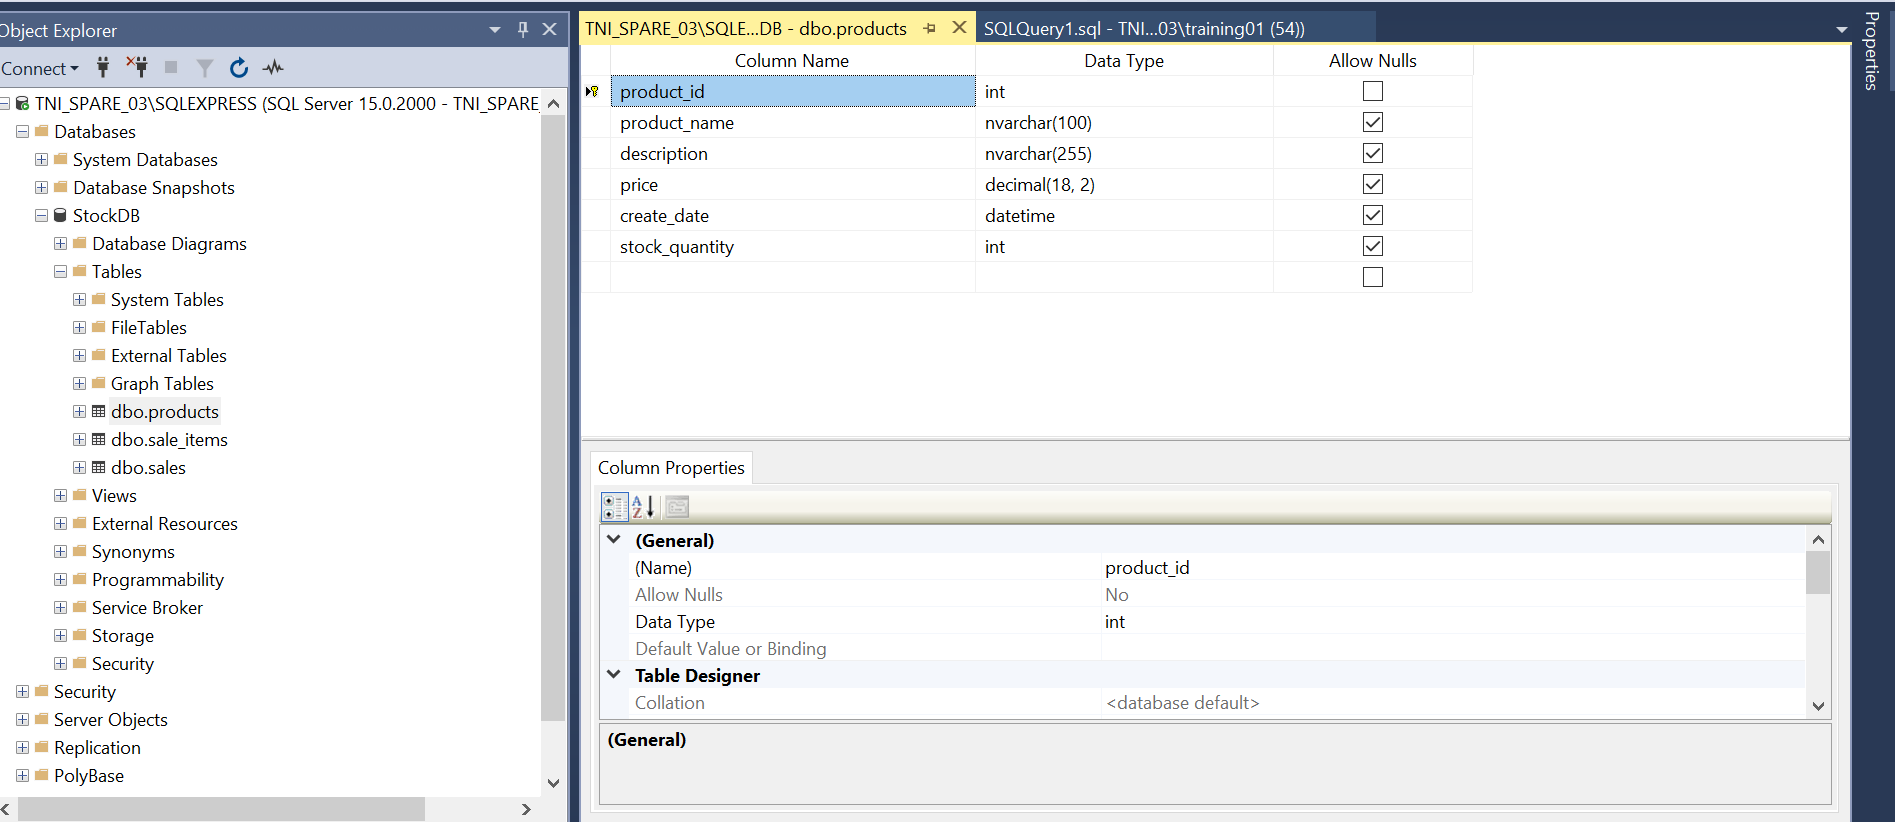 Object Explorer
Connect
TNI_SPARE_03\SQLEXPRESS (SQL Server 15.0.2000 - TNI_SPARE_
Databases
System Databases
Database Snapshots
StockDB
Database Diagrams
Tables
System Tables
FileTables
External Tables
Graph Tables
dbo.products
dbo.sale_items
dbo.sales
Views
External Resources
Synonyms
Programmability
Service Broker
Storage
Security
Security
Server Objects
Replication
PolyBase
TNI_SPARE_03\SQLE...DB - dbo.products
SQLQuery1.sql - TNI...03\training01 (54))
Column Name Data Type Allow Nulls
product_id int
product_name nvarchar(100)
description nvarchar(255)
price decimal(18, 2)
create_date datetime
stock_quantity int
Column Properties
(General)
(Name) product_id
Allow Nulls No
Data Type int
Default Value or Binding
Table Designer
Collation <database default>
(General)
Properties